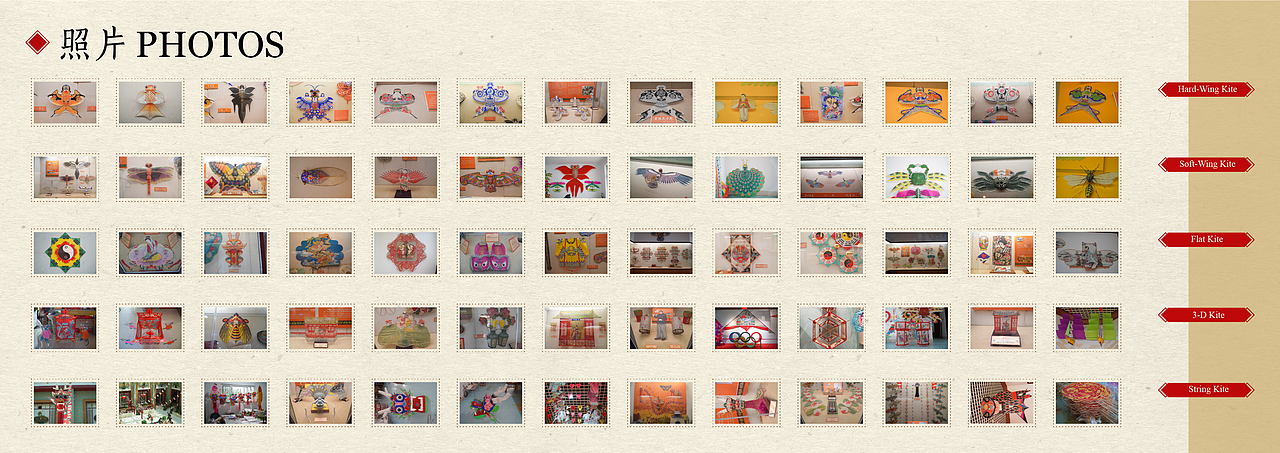 照片 PHOTOS
Hard-Wing Kite
Soft-Wing Kite
Flat Kite
3-D Kite
String Kite